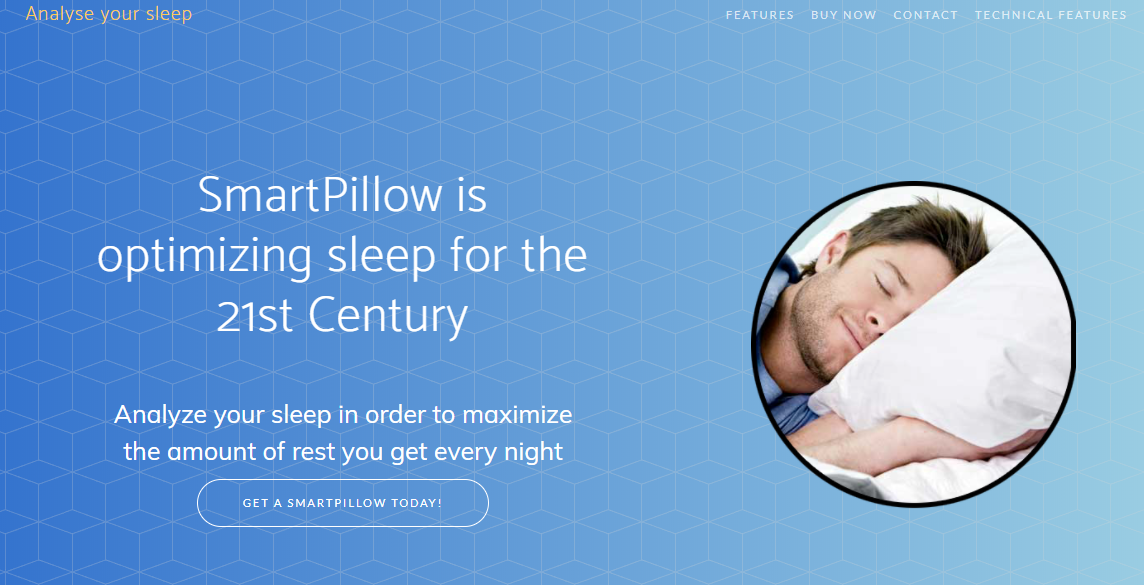 Analyse your sleep
FEATURES BUY NOW CONTACT TECHNICAL FEATURES
SmartPillow is
optimizing sleep for the
21st Century
Analyze your sleep in order to maximize
the amount of rest you get every night
GET A SMARTPILLOW TODAY!